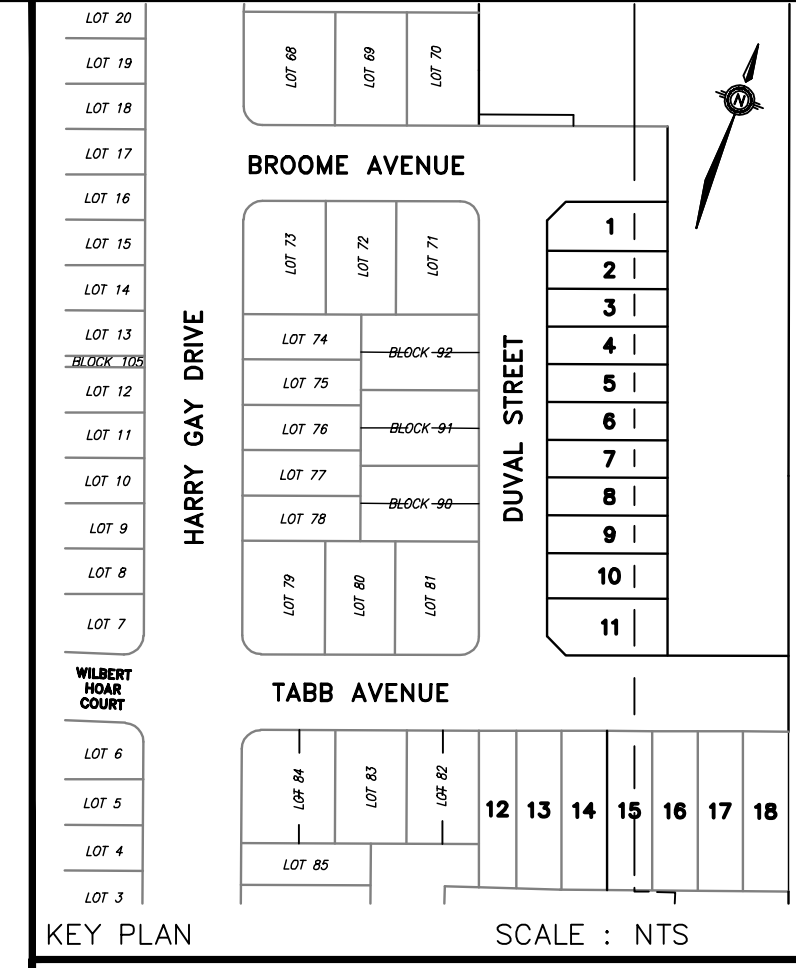 LOT 20
LOT 19
LOT 18
LOT 17
LOT 16
LOT 15
LOT 14
LOT 13
BLOCK 105
LOT 12
LOT 11
LOT 10
LOT 9
LOT 8
LOT 7
WILBERT
HOAR
COURT
LOT 6
LOT 5
LOT 4
LOT 3
HARRY GAY DRIVE
LOT 68
LOT 69
LOT 70
N
BROOME AVENUE
LOT 73
LOT 72
LOT 71
LOT 74
LOT 75
LOT 76
LOT 77
LOT 78
BLOCK 92
BLOCK 91
BLOCK 90
LOT 79
LOT 80
LOT 81
DUVAL STREET
1
2
3
4
5
6
7
8
9
10
11
TABB AVENUE
LOT 84
LOT 83
LOT 82
12
13
14
15
16
17
18
LOT 85
KEY PLAN
SCALE : NTS